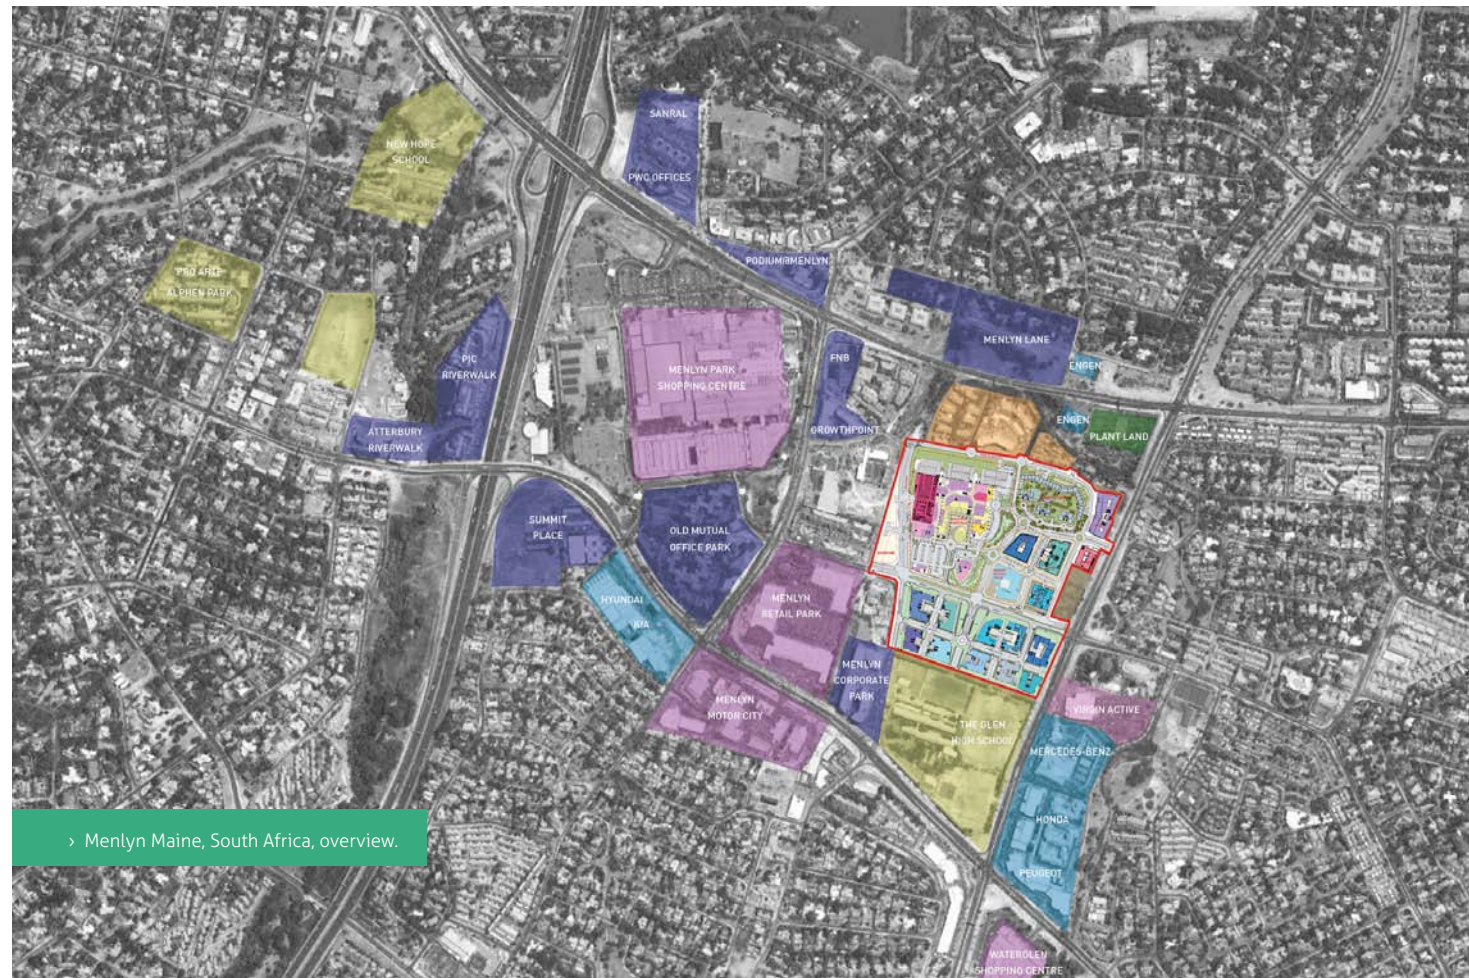 SANRAL
PWC OFFICES
NEW HOPE
SCHOOL
PODIUM@MENLYN
PRO ARTE
ALPHEN PARK
MENLYN LANE
PJC
RIVERWALK
FNB
ENGEN
MENLYN PARK
SHOPPING CENTRE
ENGEN
PLANT LAND
GROWTHPOINT
ATTERBURY
RIVERWALK
SUMMIT
PLACE
OLD MUTUAL
OFFICE PARK
HYUNDAI
KIA
MENLYN
RETAIL PARK
MENLYN
CORPORATE
PARK
MENLYN
MOTOR CITY
VIRGIN ACTIVE
THE GLEN
HIGH SCHOOL
MERCEDES-BENZ
HONDA
PEUGEOT
› Menlyn Maine, South Africa, overview.
WATERGLEN
SHOPPING CENTRE